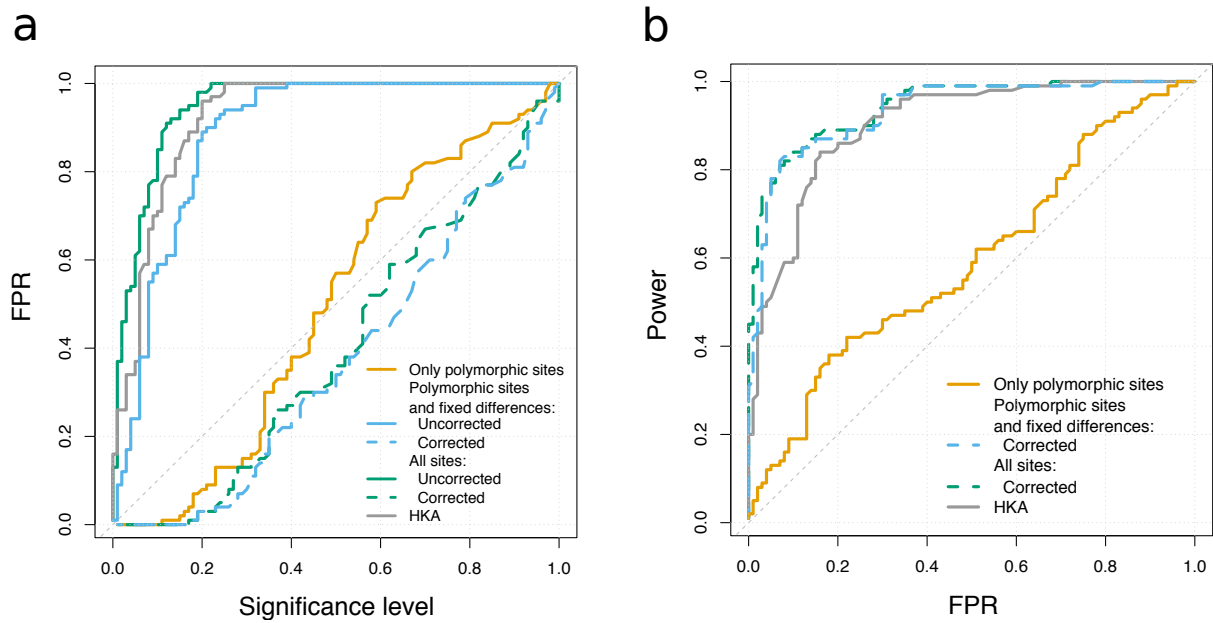 a
FPR
1.0
0.8
0.6
0.4
0.2
0.0
Only polymorphic sites
Polymorphic sites
and fixed differences:
Uncorrected
Corrected
All sites:
Uncorrected
Corrected
HKA
0.0 0.2 0.4 0.6 0.8 1.0
Significance level
b
Power
1.0
0.8
0.6
0.4
0.2
0.0
Only polymorphic sites
Polymorphic sites
and fixed differences:
Corrected
All sites:
Corrected
HKA
0.0 0.2 0.4 0.6 0.8 1.0
FPR